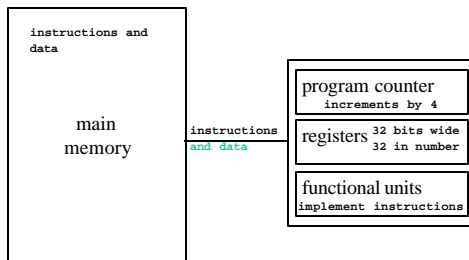 instructions and
data
main
memory
instructions
and data
program counter
increments by 4
registers 32 bits wide
32 in number
functional units
implement instructions